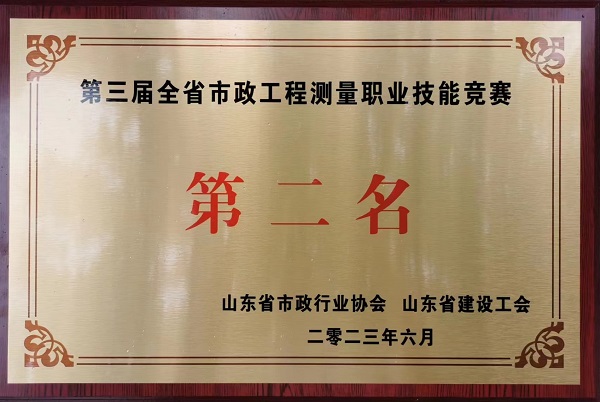 第三届全省市政工程测量职业技能竞赛
第二名
山东省市政行业协会 山东省建设工会
二零二三年六月